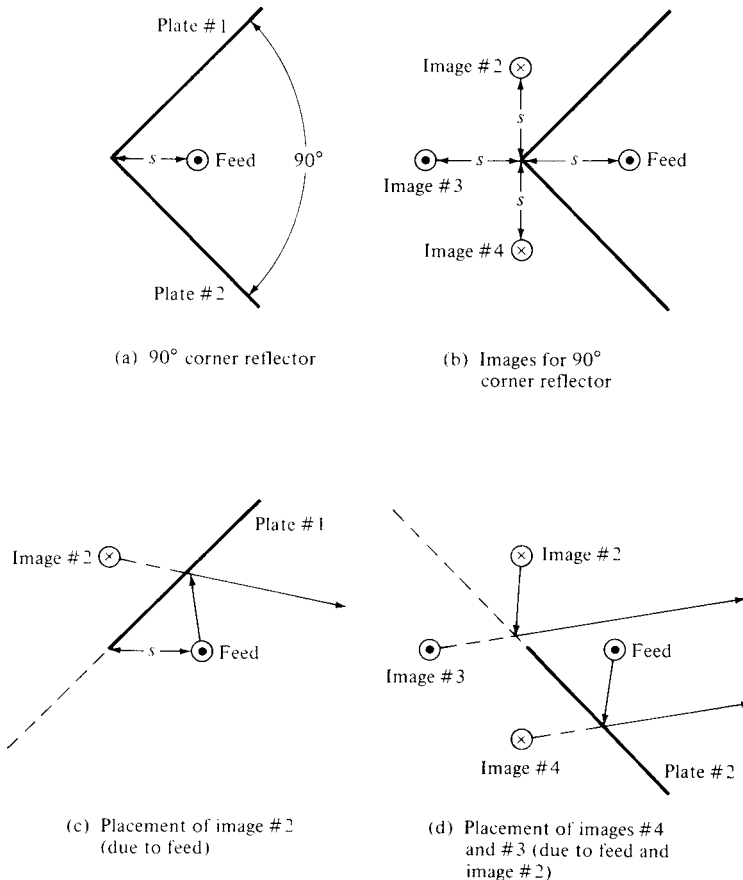 Plate #1
s
Feed
90°
Plate #2
(a) 90° corner reflector
Image #2
s
s
s
Feed
Image #3
s
Image #4
(b) Images for 90°
corner reflector
Plate #1
Image #2
s
Feed
(c) Placement of image #2
(due to feed)
Image #2
Feed
Image #3
Image #4
Plate #2
(d) Placement of images #4
and #3 (due to feed and
image #2)